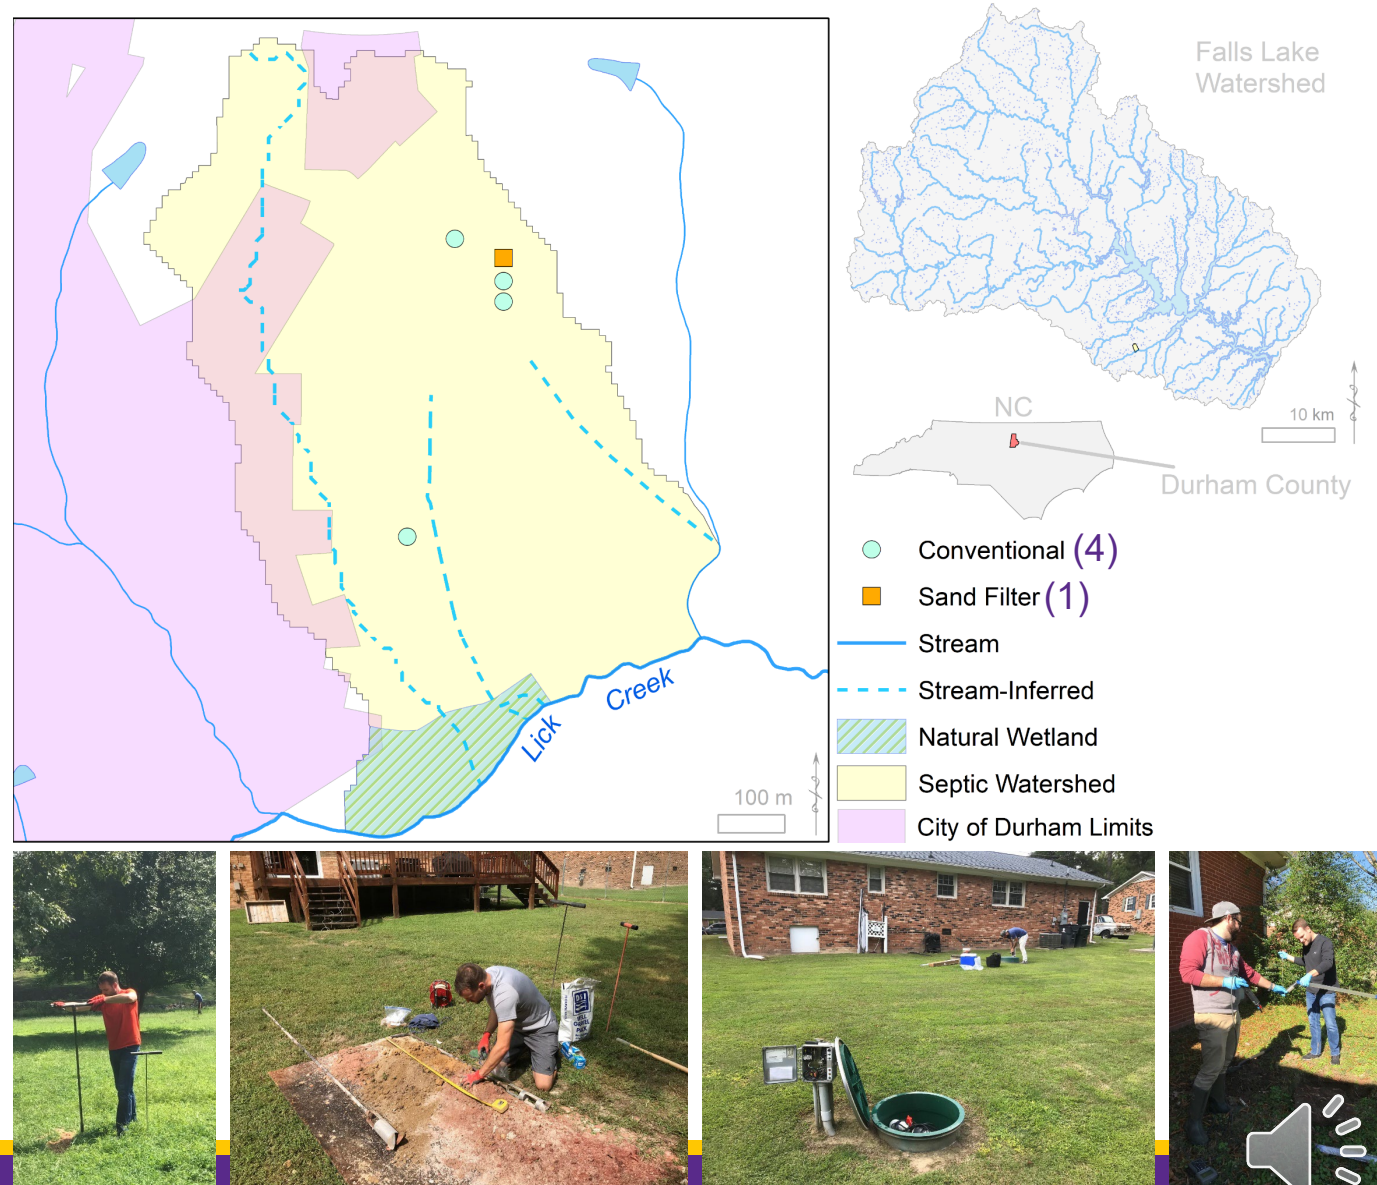 Falls Lake
Watershed
10 km
NC
Durham County
Conventional (4)
Sand Filter (1)
Stream
Stream-Inferred
Natural Wetland
Septic Watershed
City of Durham Limits
Lick Creek
100 m